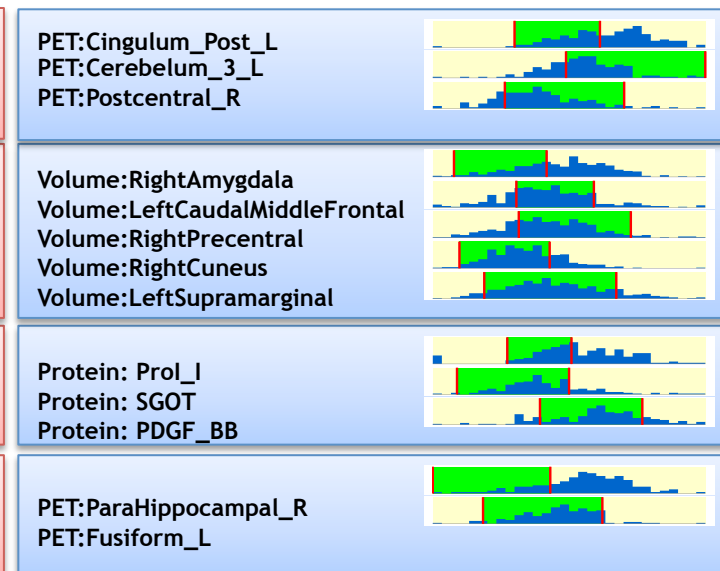 PET:Cingulum_Post_L
PET:Cerebelum_3_L
PET:Postcentral_R
Volume:RightAmygdala
Volume:LeftCaudalMiddleFrontal
Volume:RightPrecentral
Volume:RightCuneus
Volume:LeftSupramarginal
Protein: ProI_I
Protein: SGOT
Protein: PDGF_BB
PET:ParaHippocampal_R
PET:Fusiform_L